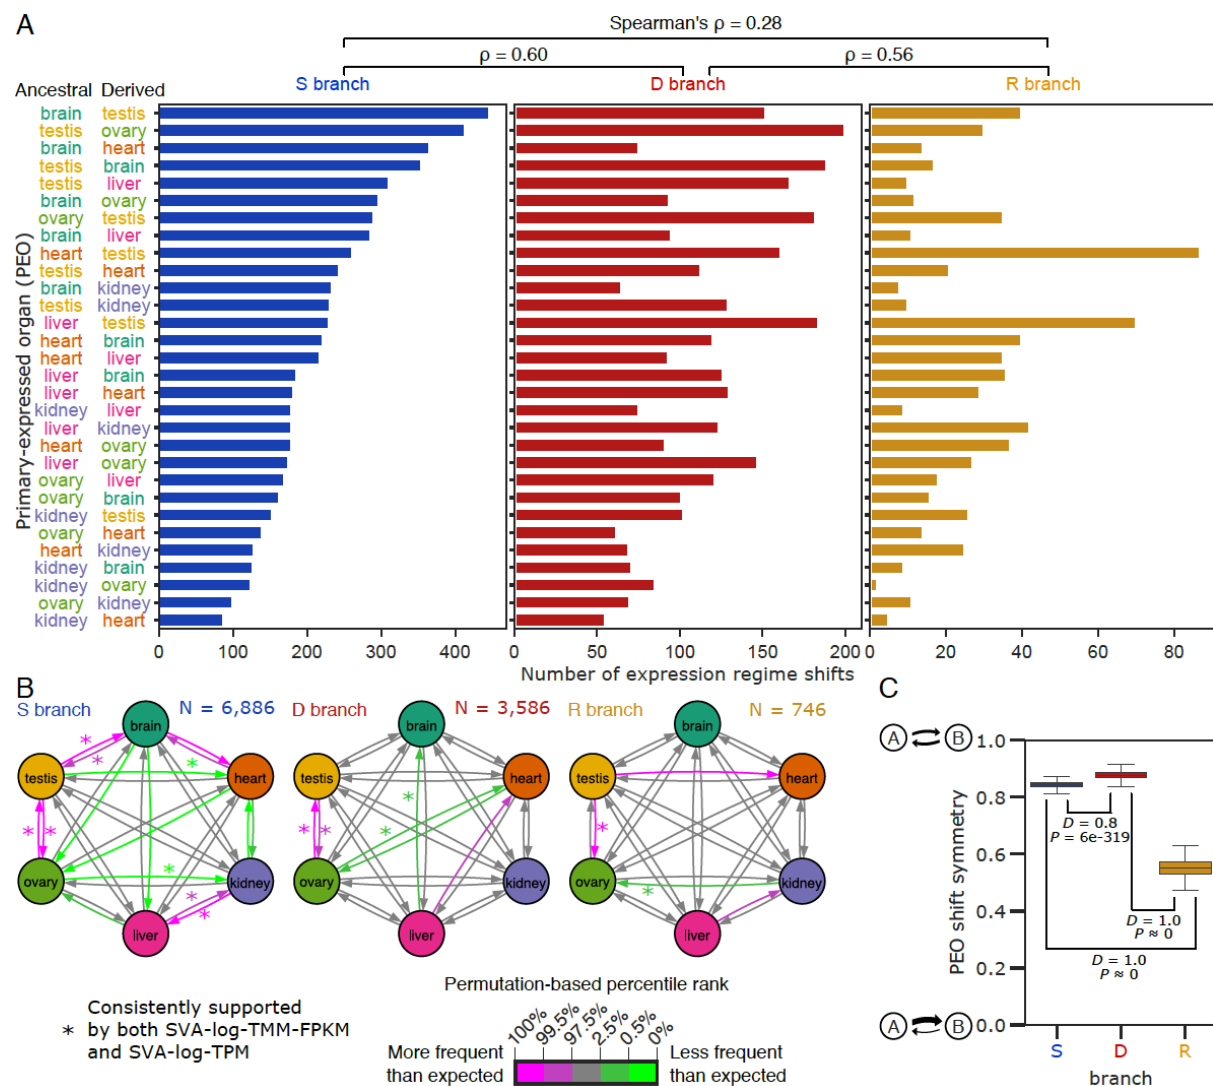 A
Spearman's ρ = 0.28
ρ = 0.60
ρ = 0.56
S branch
D branch
R branch
Ancestral Derived
Primary-expressed organ (PEO)
brain testis
testis ovary
brain heart
testis brain
testis liver
brain ovary
ovary testis
brain liver
heart testis
testis heart
brain kidney
testis kidney
liver testis
heart brain
heart liver
liver brain
liver heart
kidney liver
liver kidney
heart ovary
liver ovary
ovary liver
ovary brain
kidney testis
ovary heart
heart kidney
kidney brain
kidney ovary
ovary kidney
kidney heart
0 100 200 300 400
0 50 100 150 200
0 20 40 60 80
Number of expression regime shifts
B
S branch
N = 6,886
brain
testis
heart
ovary
kidney
liver
* * * * * * * * *
D branch
N = 3,586
brain
testis
heart
ovary
kidney
liver
* * * *
R branch
N = 746
brain
testis
heart
ovary
kidney
liver
* *
* Consistently supported
by both SVA-log-TMM-FPKM
and SVA-log-TPM
Permutation-based percentile rank
100% 99.5% 97.5% 2.5% 0.5% 0%
More frequent
than expected
Less frequent
than expected
C
A B
A B
PEO shift symmetry
1.0
0.8
0.6
0.4
0.2
0.0
D = 0.8
P = 6e-319
D = 1.0
P ≈ 0
D = 1.0
P ≈ 0
S D R
branch